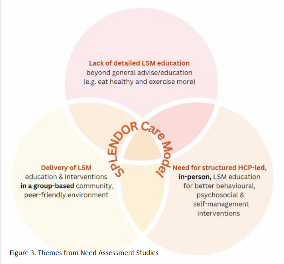 Lack of detailed LSM education
beyond general advise/education
(e.g. eat healthy and exercise more)
SPLENDOR Care Model
Delivery of LSM
education & interventions
in a group-based community,
peer-friendly environment
Need for structured HCP-led,
in-person, LSM education
for better behavioural,
psychosocial &
self-management
interventions
Figure 3. Themes from Need Assessment Studies